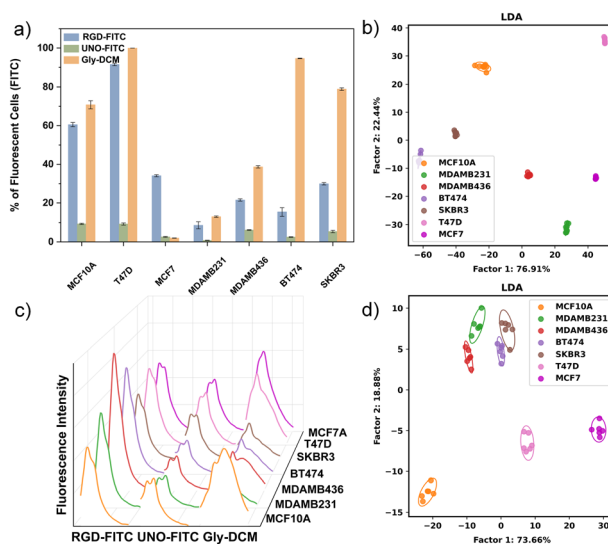 a)
RGD-FITC
UNO-FITC
Gly-DCM
% of Fluorescent Cells (FITC)
100
80
60
40
20
0
MCF10A
T47D
MCF7
MDAMB231
MDAMB436
BT474
SKBR3
b)
LDA
Factor 2: 22.44%
30
20
10
0
−10
−20
−30
MCF10A
MDAMB231
MDAMB436
BT474
SKBR3
T47D
MCF7
−60
−40
−20
0
20
40
Factor 1: 76.91%
c)
Fluorescence Intensity
MCF7A
T47D
SKBR3
BT474
MDAMB436
MDAMB231
MCF10A
RGD-FITC UNO-FITC Gly-DCM
d)
LDA
Factor 2: 18.88%
10
5
0
−5
−10
−15
MCF10A
MDAMB231
MDAMB436
BT474
SKBR3
T47D
MCF7
−20
−10
0
10
20
30
Factor 1: 73.66%